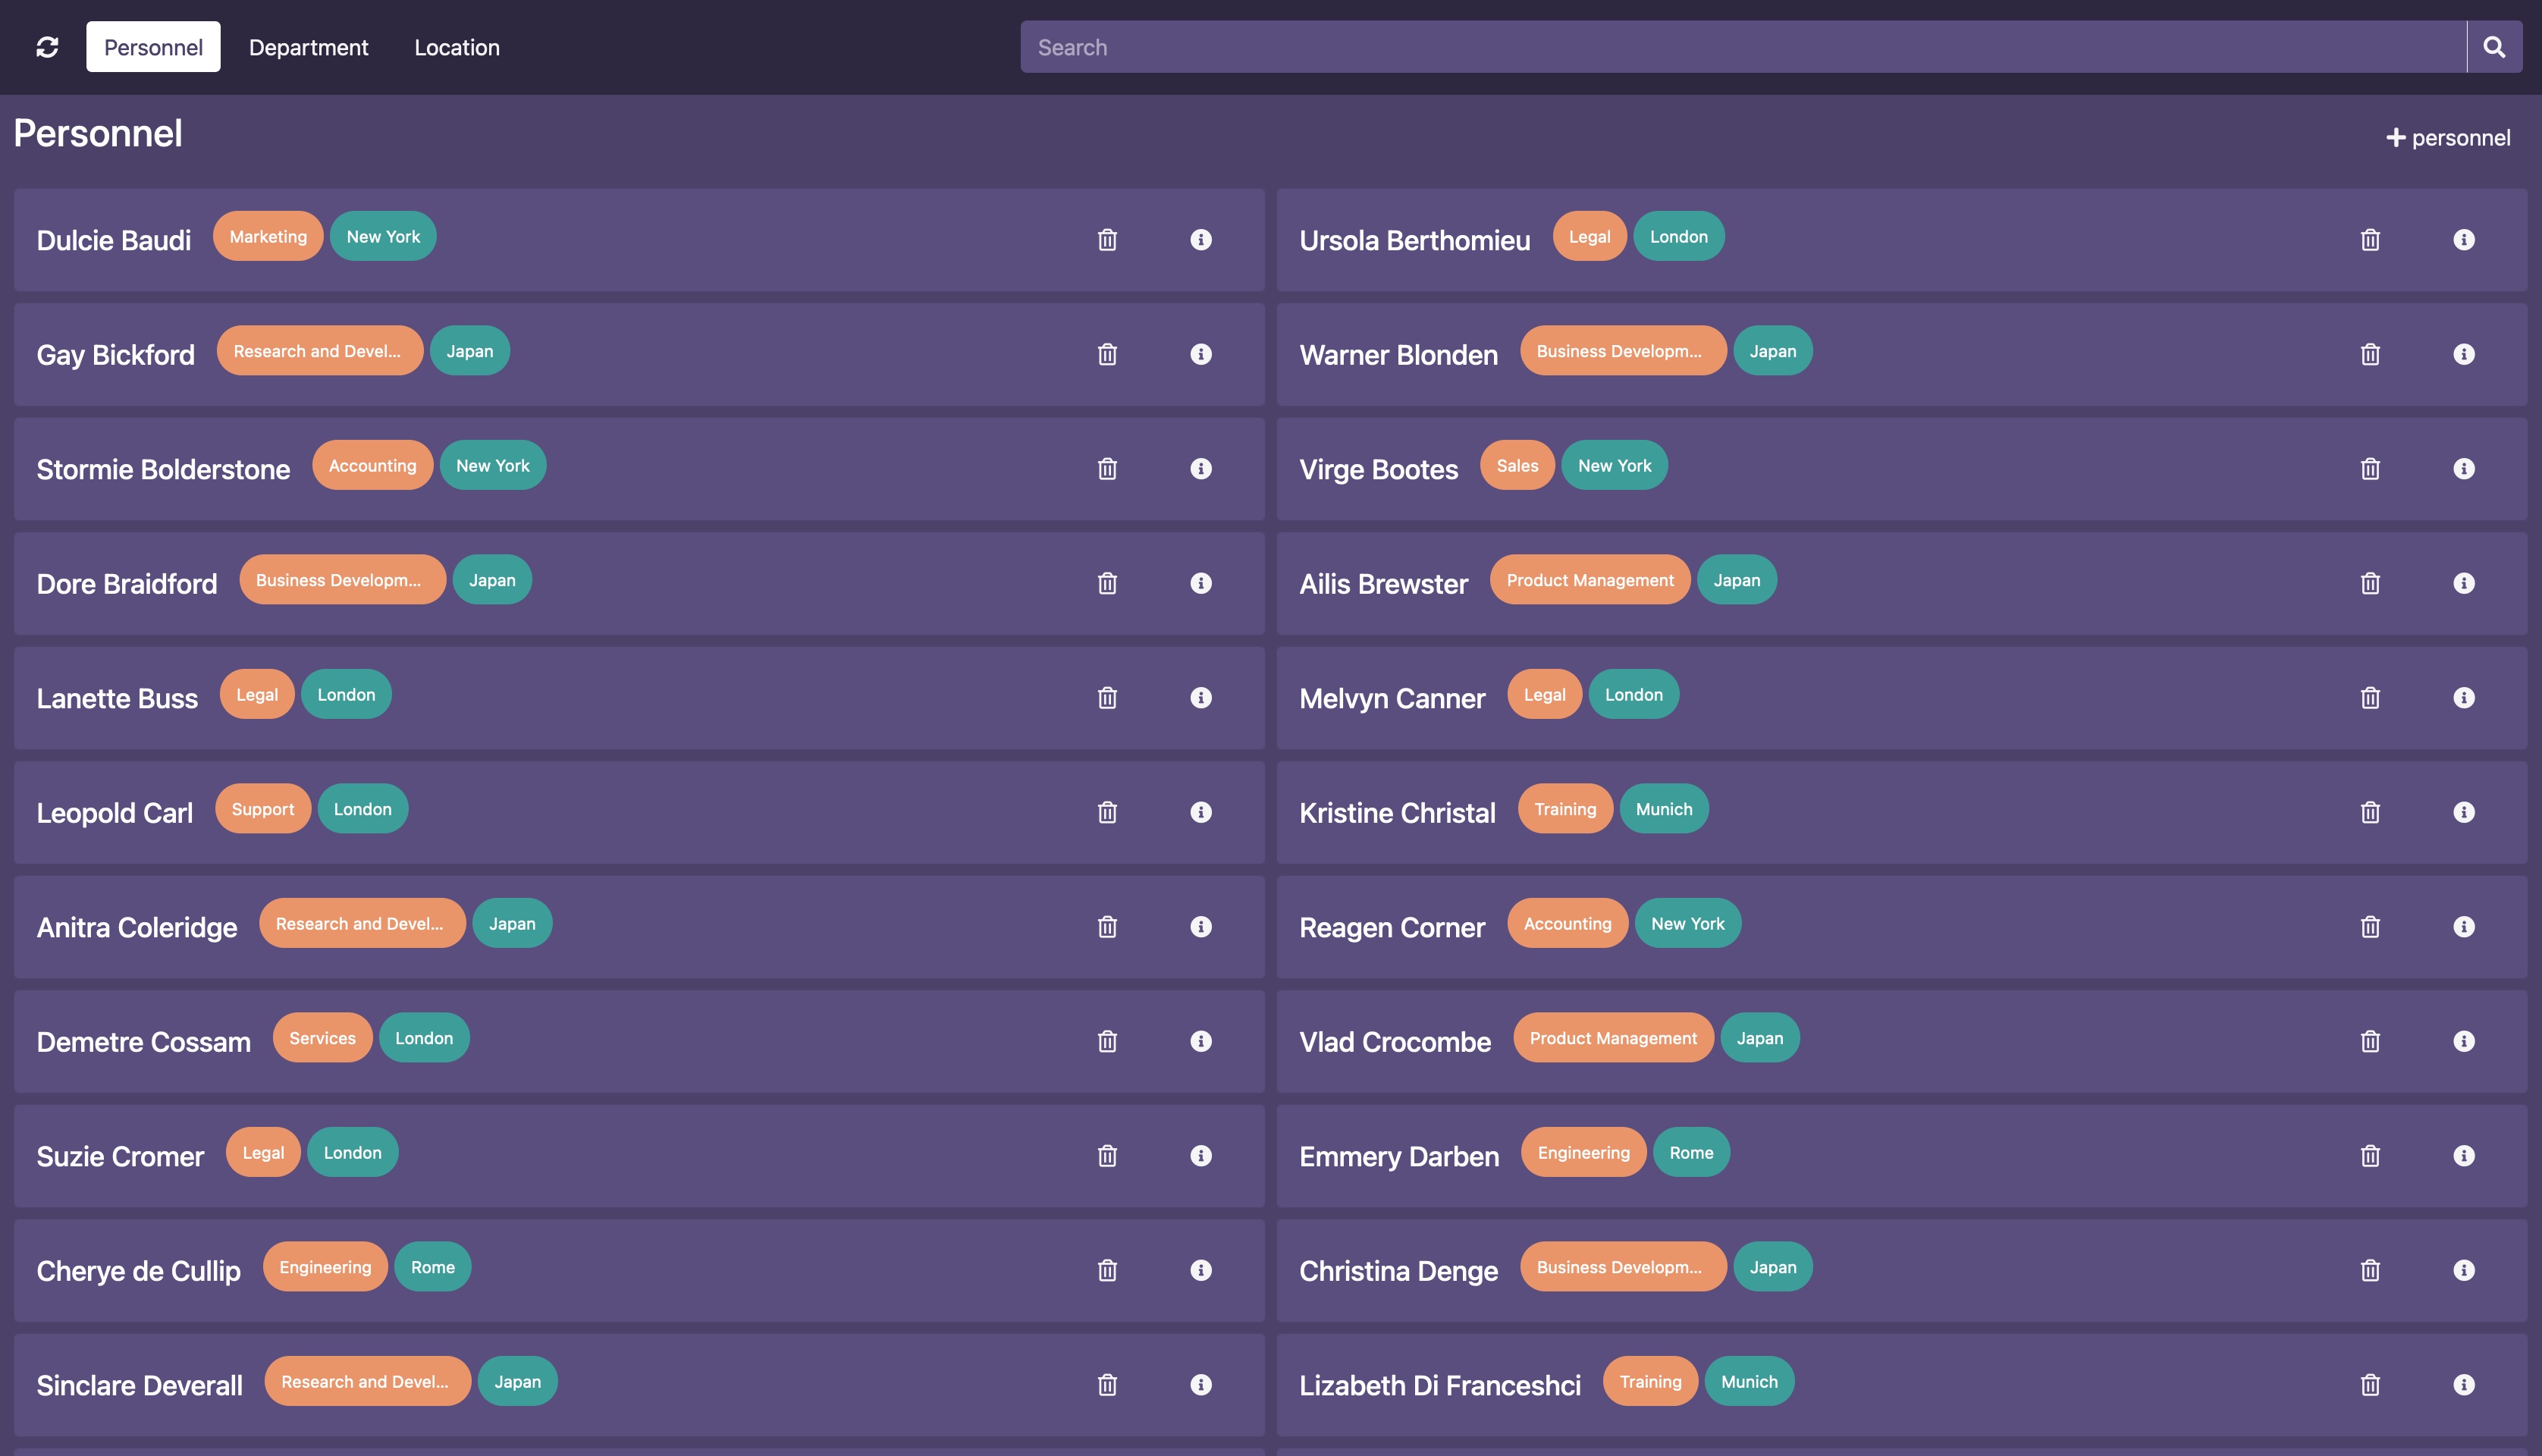 Personnel Department Location Search
Personnel + personnel
Dulcie Baudi Marketing New York Ursola Berthomieu Legal London
Gay Bickford Research and Devel... Japan Warner Blonden Business Developm... Japan
Stormie Bolderstone Accounting New York Virge Bootes Sales New York
Dore Braidford Business Developm... Japan Ailis Brewster Product Management Japan
Lanette Buss Legal London Melvyn Canner Legal London
Leopold Carl Support London Kristine Christal Training Munich
Anitra Coleridge Research and Devel... Japan Reagen Corner Accounting New York
Demetre Cossam Services London Vlad Crocombe Product Management Japan
Suzie Cromer Legal London Emmery Darben Engineering Rome
Cherye de Cullip Engineering Rome Christina Denge Business Developm... Japan
Sinclare Deverall Research and Devel... Japan Lizabeth Di Franceshci Training Munich